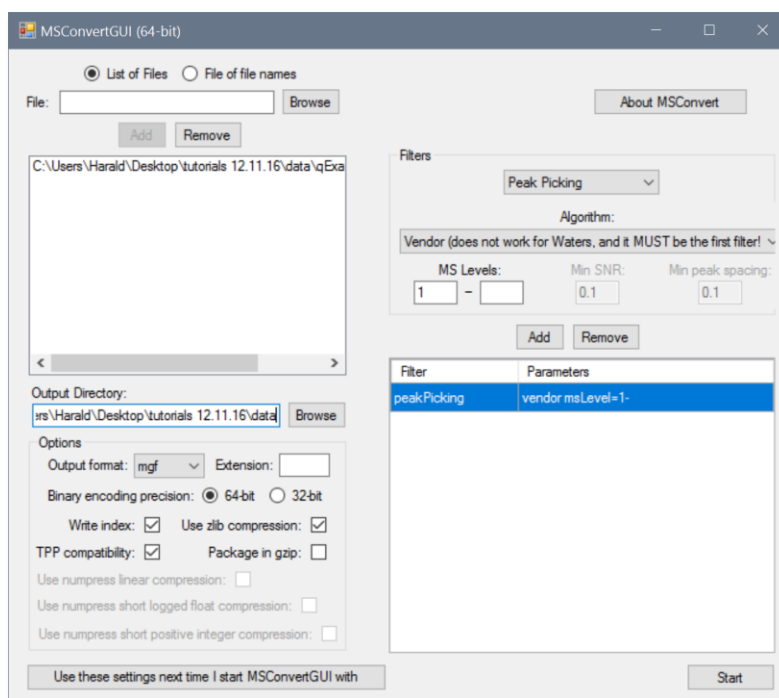 MSConvertGUI (64-bit)
List of Files File of file names
File: Browse
About MSConvert
Add Remove
C:\Users\Harald\Desktop\tutorials 12.11.16\data\qExa
Filters
Peak Picking
Algorithm:
Vendor (does not work for Waters, and it MUST be the first filter!
MS Levels: Min SNR: Min peak spacing:
1 – 0.1 0.1
Add Remove
Filter Parameters
peakPicking vendor msLevel=1-
Output Directory:
ers\Harald\Desktop\tutorials 12.11.16\data Browse
Options
Output format: mgf Extension:
Binary encoding precision: 64-bit 32-bit
Write index: Use zlib compression:
TPP compatibility: Package in gzip:
Use numpress linear compression:
Use numpress short logged float compression:
Use numpress short positive integer compression:
Use these settings next time I start MSConvertGUI with
Start